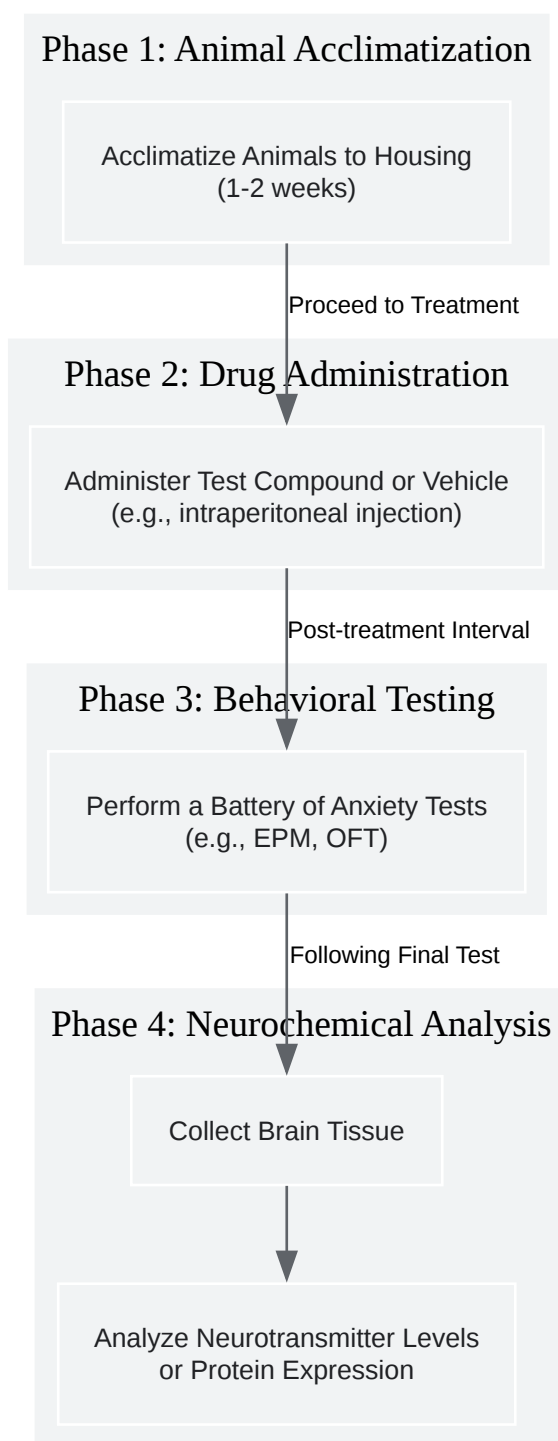 Phase 1: Animal Acclimatization
Acclimatize Animals to Housing
(1-2 weeks)
Proceed to Treatment
Phase 2: Drug Administration
Administer Test Compound or Vehicle
(e.g., intraperitoneal injection)
Post-treatment Interval
Phase 3: Behavioral Testing
Perform a Battery of Anxiety Tests
(e.g., EPM, OFT)
Following Final Test
Phase 4: Neurochemical Analysis
Collect Brain Tissue
Analyze Neurotransmitter Levels
or Protein Expression